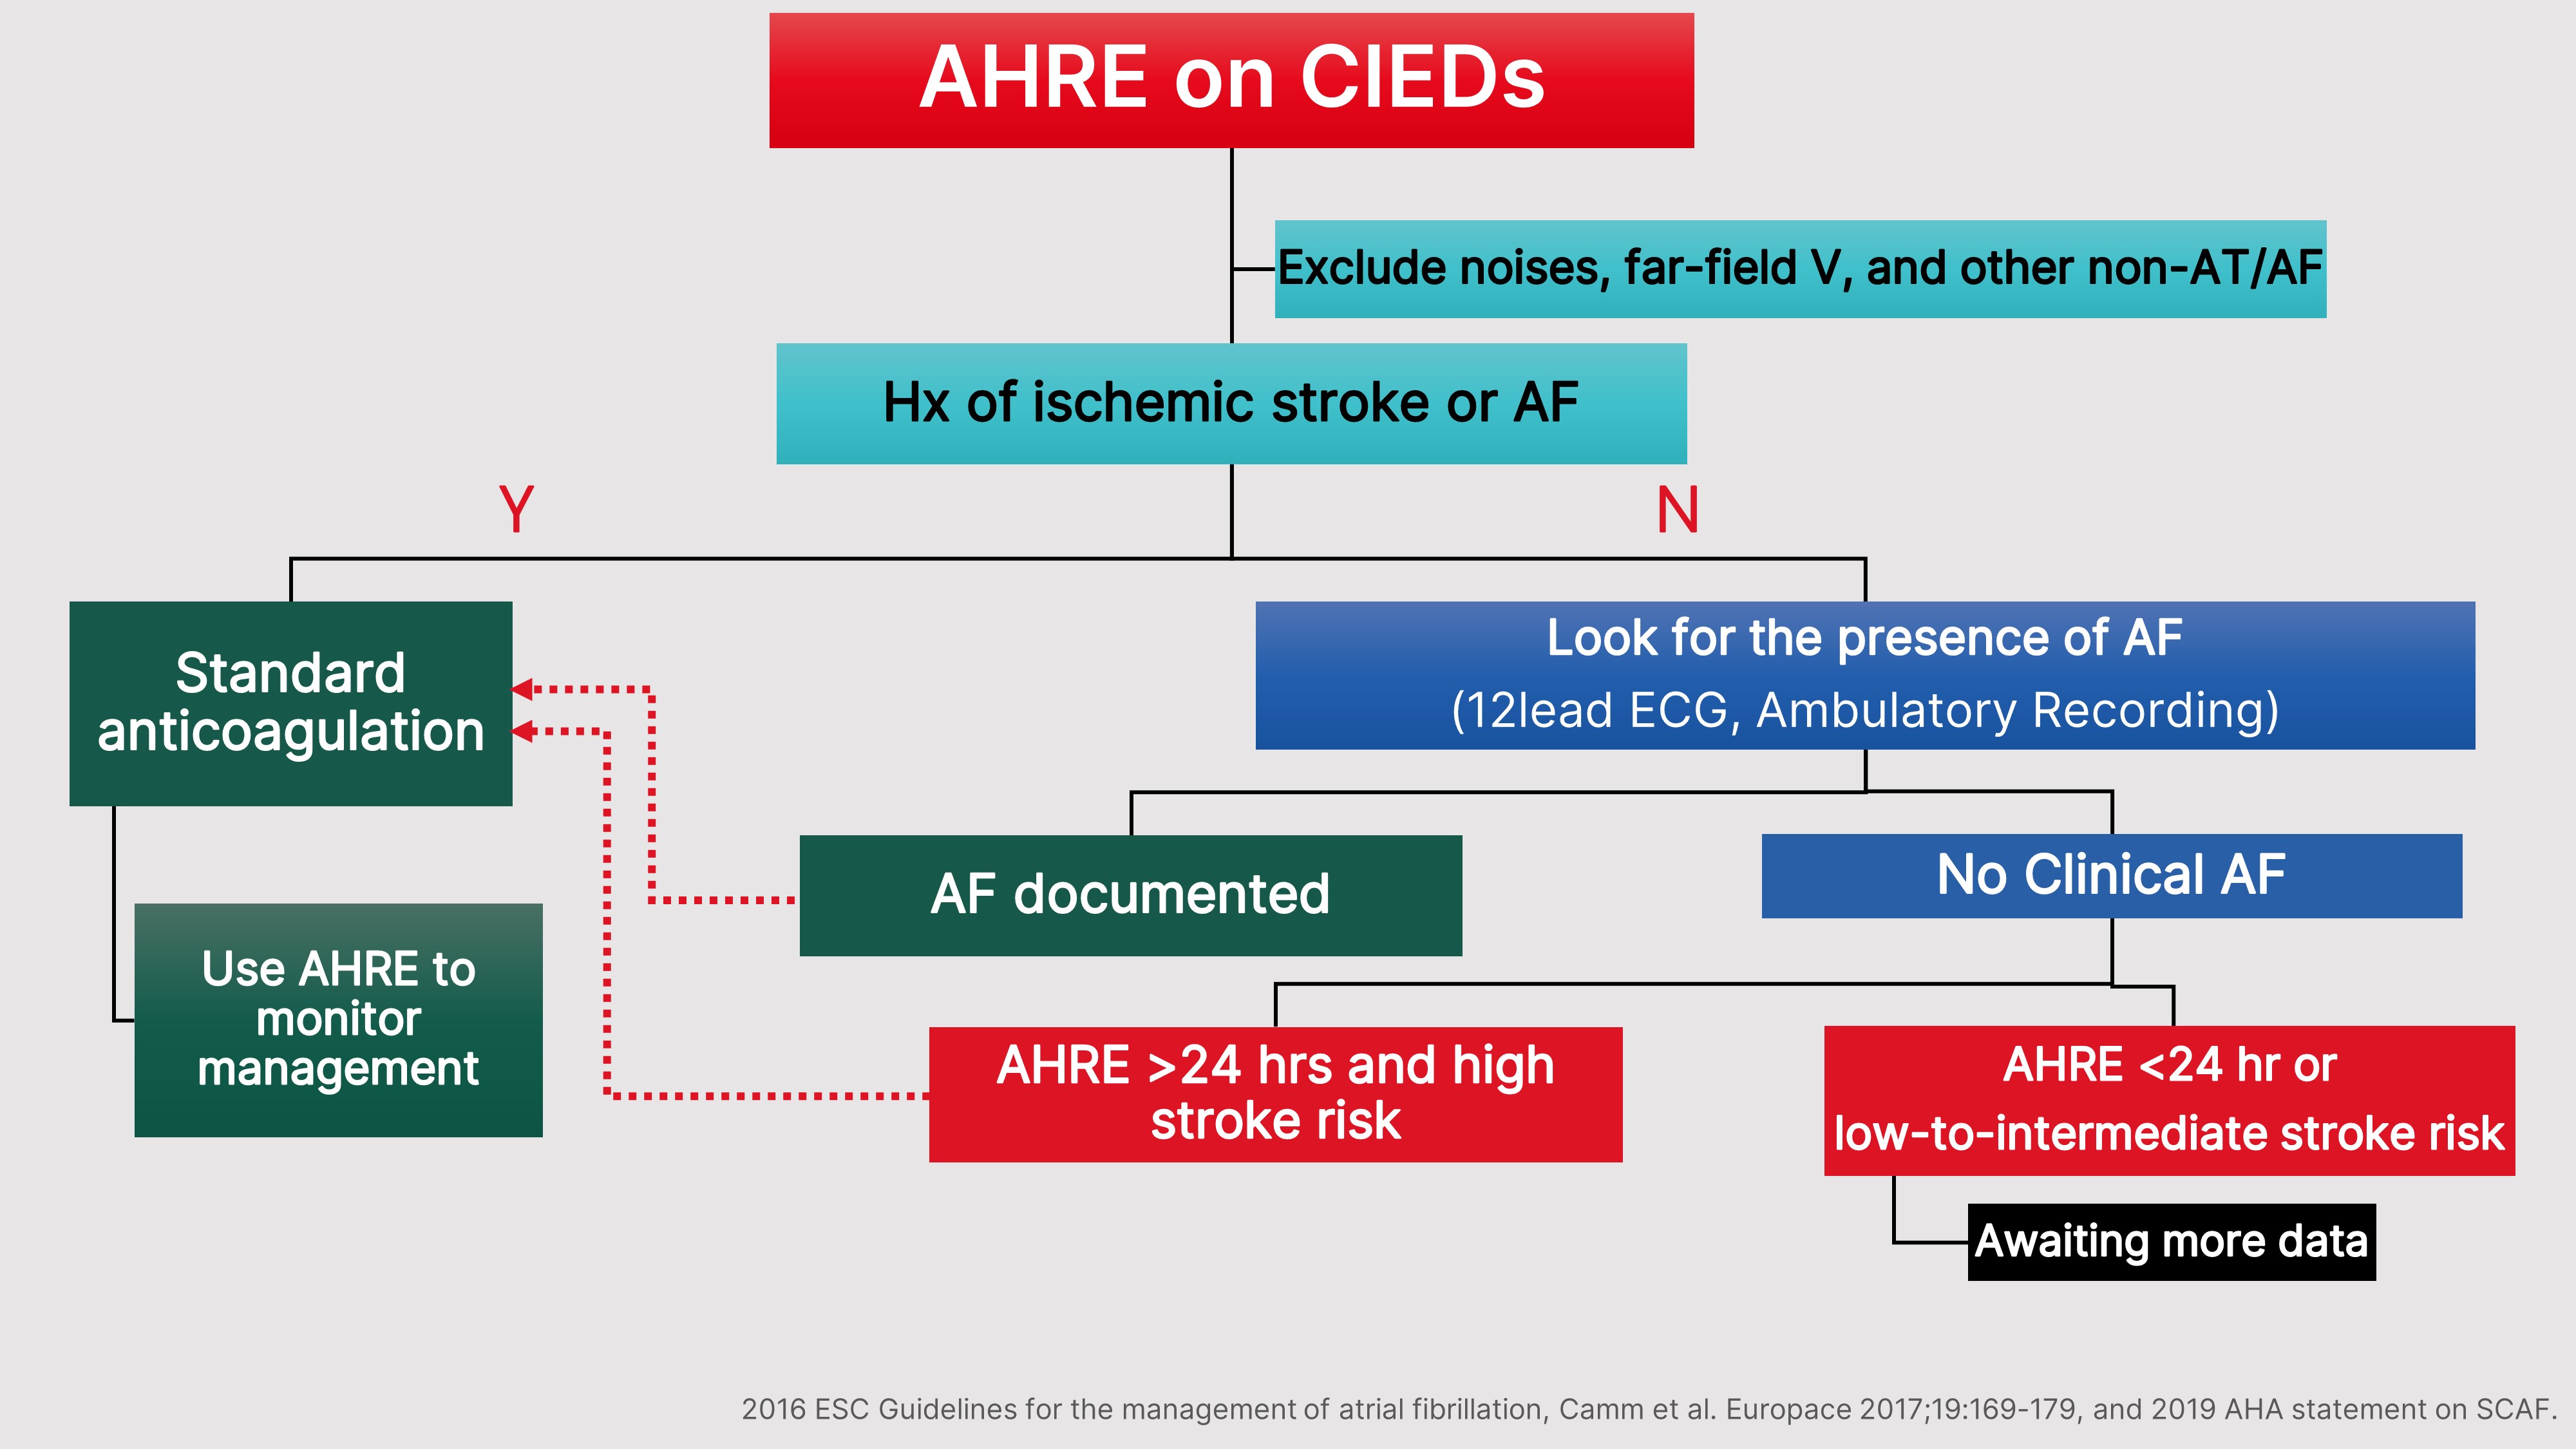 AHRE on CIEDs
Exclude noises, far-field V, and other non-AT/AF
Hx of ischemic stroke or AF
Y
N
Standard
anticoagulation
Look for the presence of AF
(12lead ECG, Ambulatory Recording)
AF documented
No Clinical AF
Use AHRE to
monitor
management
AHRE >24 hrs and high
stroke risk
AHRE <24 hr or
low-to-intermediate stroke risk
Awaiting more data
2016 ESC Guidelines for the management of atrial fibrillation, Camm et al. Europace 2017;19:169-179, and 2019 AHA statement on SCAF.